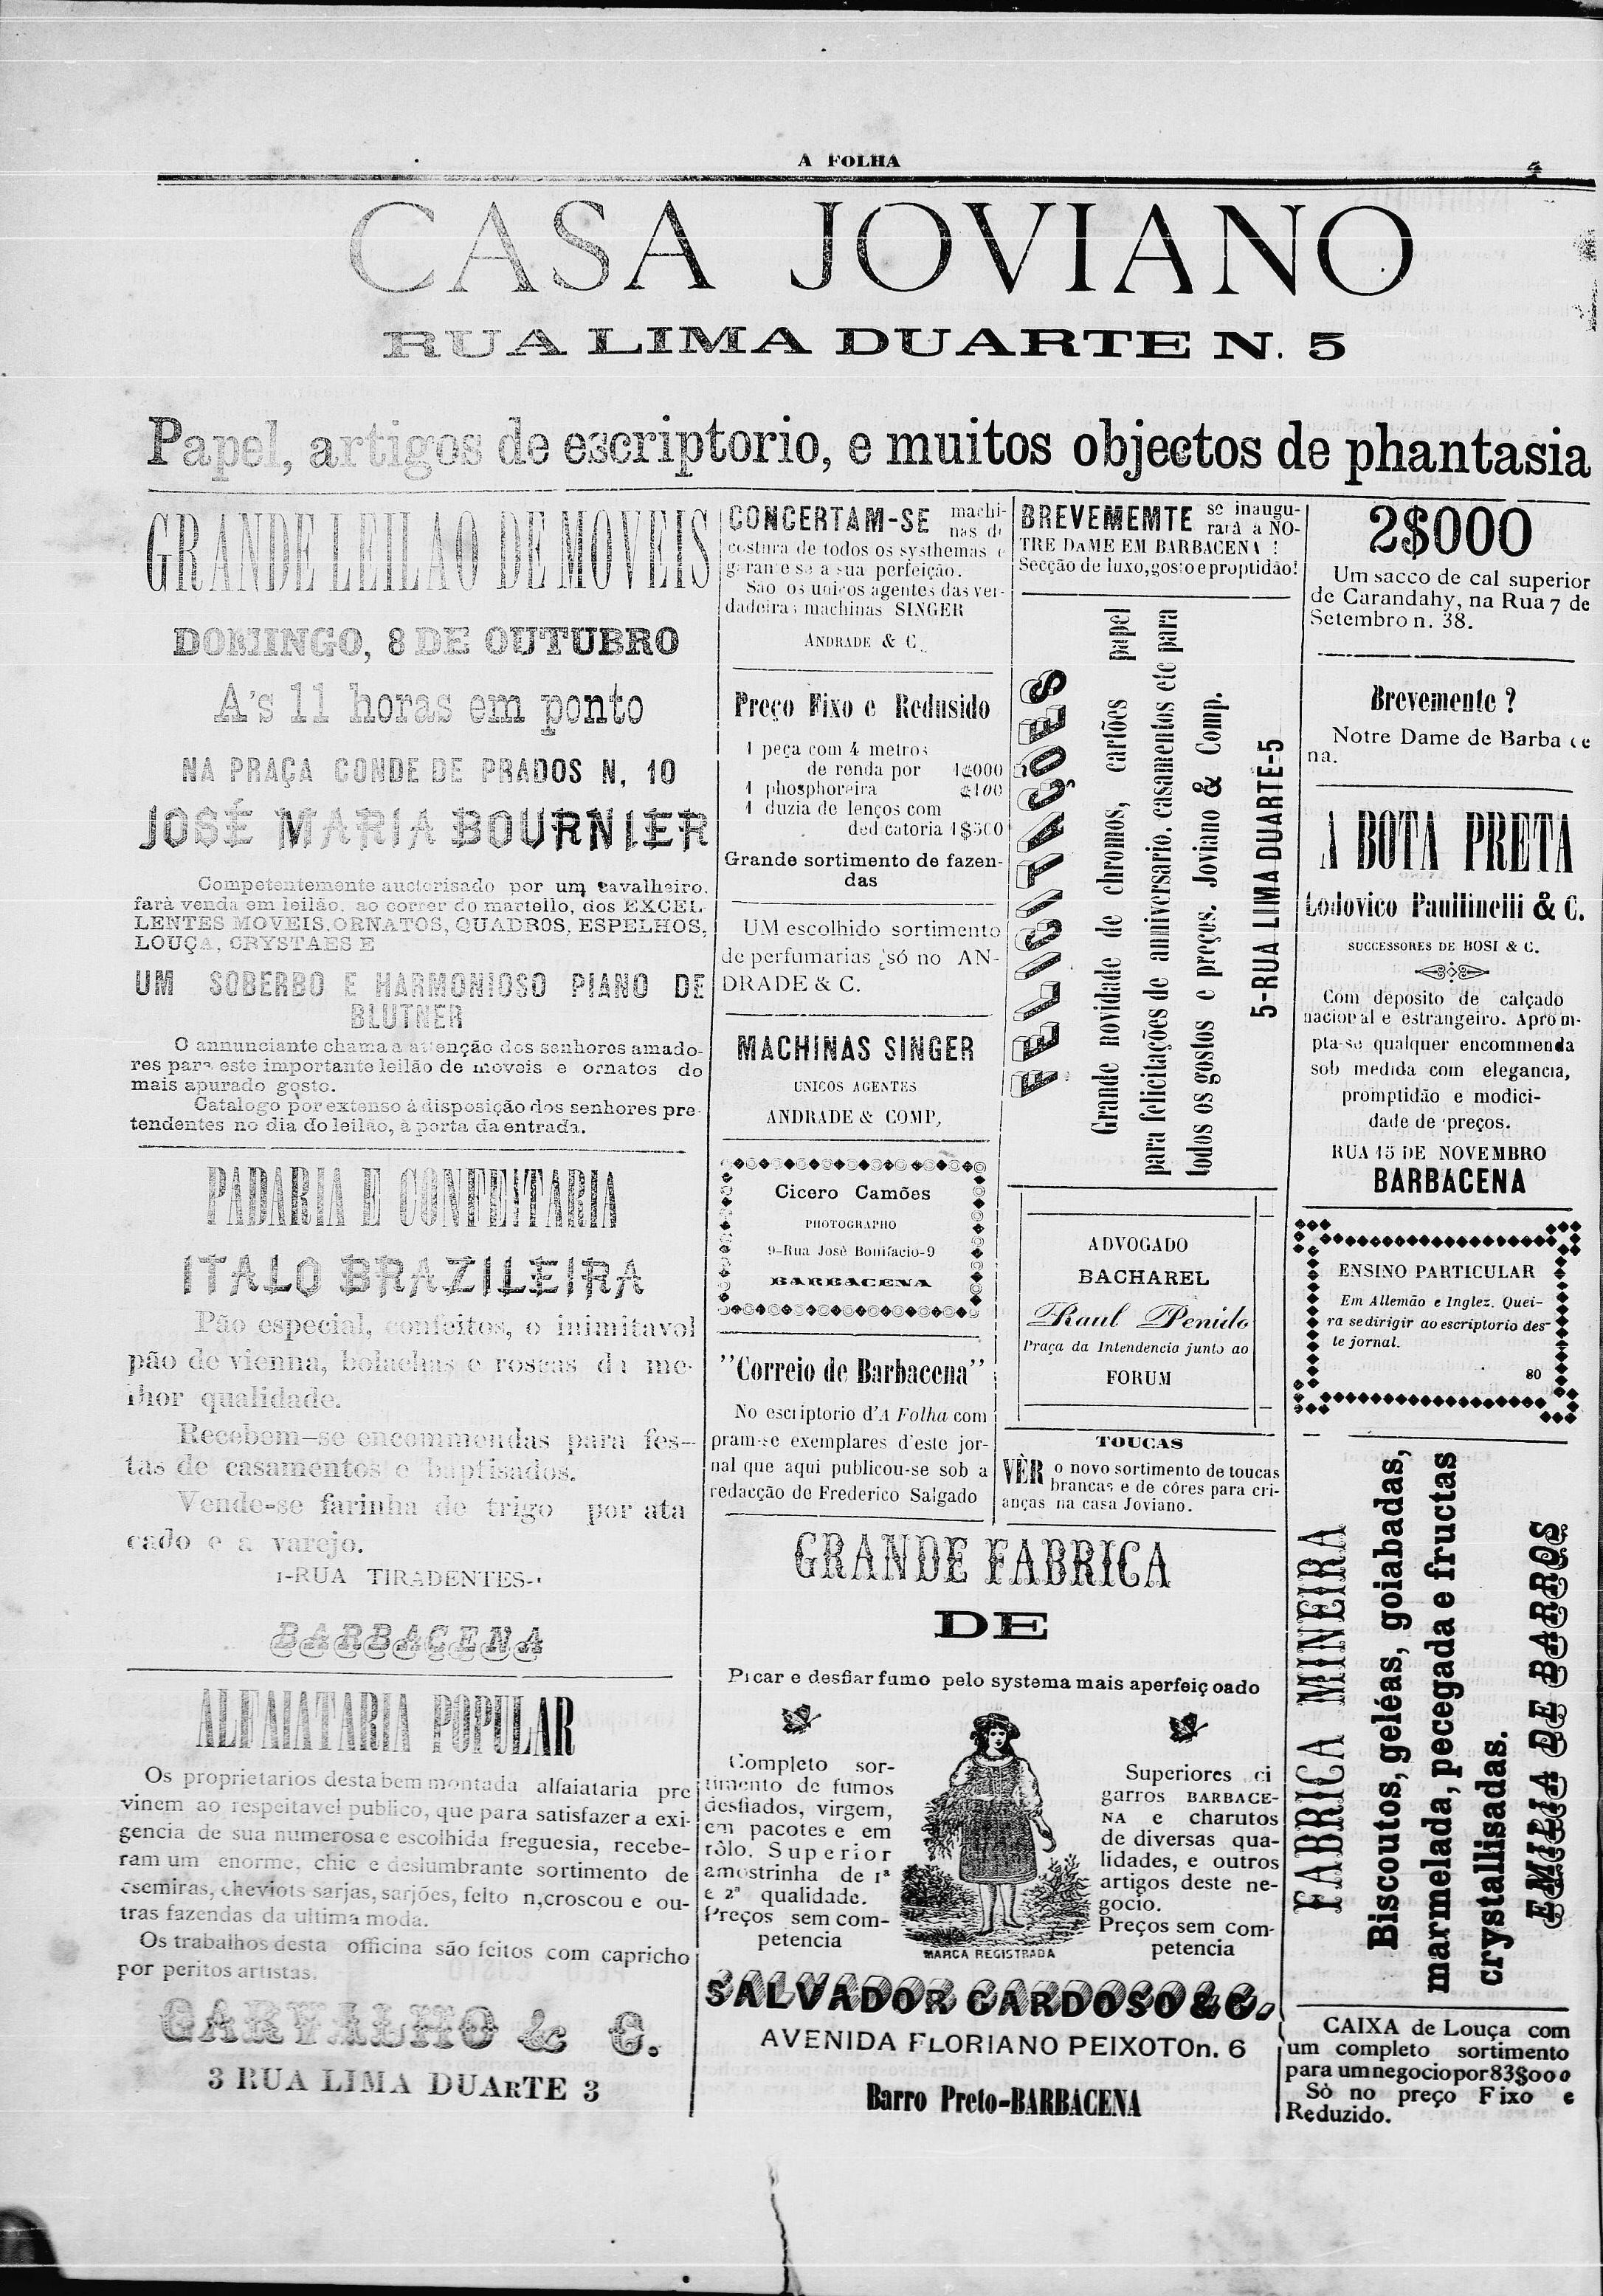 A FOLHA
4
CASA JOVIANO
RUA LIMA DUARTE N. 5
Papel, artigos de escriptorio, e muitos objectos de phantasia
GRANDE LEILAO DE MOVEIS
DOMINGO, 8 DE OUTUBRO
A's 11 horas em ponto
NA PRAÇA CONDE DE PRADOS N, 10
JOSÉ MARIA BOURNIER
Competentemente auctorisado por um cavalheiro,
fará venda em leilão, ao correr do martello, dos EXCEL
LENTES MOVEIS, ORNATOS, QUADROS, ESPELHOS,
LOUÇA, CRYSTAES E
UM SOBERBO E HARMONIOSO PIANO DE
BLUTNER
O annunciante chama a attenção dos senhores amado-
res para este importante leilão de moveis e ornatos do
mais apurado gosto.
Catalogo por extenso á disposição dos senhores pre-
tendentes no dia do leilão, à porta da entrada.
PADARIA E CONFEITARIA
ITALO BRAZILEIRA
Pão especial, confeitos, o inimitavol
pão de vienna, bolachas e roscas da me-
lhor qualidade.
Recebem-se encommendas para fes-
tas de casamentos e baptisados.
Vende-se farinha de trigo por ata
cado e a varejo.
1-RUA TIRADENTES-1
BARBACENA
ALFAIATARIA POPULAR
Os proprietarios desta bem montada alfaiataria pre
vinem ao respeitavel publico, que para satisfazer a exi-
gencia de sua numerosa e escolhida freguesia, recebe-
ram um enorme, chic e deslumbrante sortimento de
csemiras, cheviots sarjas, sarjões, felto n,croscou e ou-
tras fazendas da ultima moda.
Os trabalhos desta officina são feitos com capricho
por peritos artistas.
CARVALHO & C.
3 RUA LIMA DUARTE 3
CONCERTAM-SE machi-
nas de
costura de todos os systhemas e
garante se a sua perfeição.
São os unicos agentes das ver-
dadeiras machinas SINGER
ANDRADE & C.
Preço Fixo e Redusido
1 peça com 4 metros
de renda por 1$000
1 phosphoreira $100
1 duzia de lenços com
ded catoria 1$500
Grande sortimento de fazen-
das
UM escolhido sortimento
de perfumarias só no AN-
DRADE & C.
MACHINAS SINGER
UNICOS AGENTES
ANDRADE & COMP,
Cicero Camões
PHOTOGRAPHO
9-Rua José Bonifacio-9
BARBACENA
"Correio de Barbacena"
No escriptorio d'A Folha com
pram-se exemplares d'este jor-
nal que aqui publicou-se sob a
redacção de Frederico Salgado
BREVEMEMTE se inaugu-
rará a NO-
TRE DaME EM BARBACENA !
Secção de luxo, gosto e proptidão!
FELICITAÇÕES
Grande novidade de chromos, cartões papel
para felicitações de anniversario, casamentos etc para
todos os gostos e preços. Joviano & Comp.
5-RUA LIMA DUARTE-5
ADVOGADO
BACHAREL
Raul Penido
Praça da Intendencia junto ao
FORUM
TOUCAS
VÊR o novo sortimento de toucas
brancas e de côres para cri-
anças na casa Joviano.
GRANDE FABRICA
DE
Picar e desfiar fumo pelo systema mais aperfeiç oado
Completo sor-
timento de fumos
desfiados, virgem,
em pacotes e em
rôlo. Superior
amostrinha de 1ª
e 2ª qualidade.
Preços sem com-
petencia
MARCA REGISTRADA
Superiores ci
garros BARBACE-
NA e charutos
de diversas qua-
lidades, e outros
artigos deste ne-
gocio.
Preços sem com-
petencia
SALVADOR CARDOSO & C.
AVENIDA FLORIANO PEIXOTO n. 6
Barro Preto-BARBACENA
2$000
Um sacco de cal superior
de Carandahy, na Rua 7 de
Setembro n. 38.
Brevemente ?
Notre Dame de Barba ce
na.
A BOTA PRETA
Lodovico Paullinelli & C.
SUCCESSORES DE BOSI & C.
Com deposito de calçado
nacional e estrangeiro. Aprom-
pta-se qualquer encommenda
sob medida com elegancia,
promptidão e modici-
dade de preços.
RUA 15 DE NOVEMBRO
BARBACENA
ENSINO PARTICULAR
Em Allemão e Inglez. Quei-
ra se dirigir ao escriptorio des-
te jornal.
80
FABRICA MINEIRA
Biscoutos, geléas, goiabadas,
marmelada, pecegada e fructas
crystallisadas.
EMILIA DE BARROS
CAIXA de Louça com
um completo sortimento
para um negocio por 83$000
Só no preço Fixo e
Reduzido.